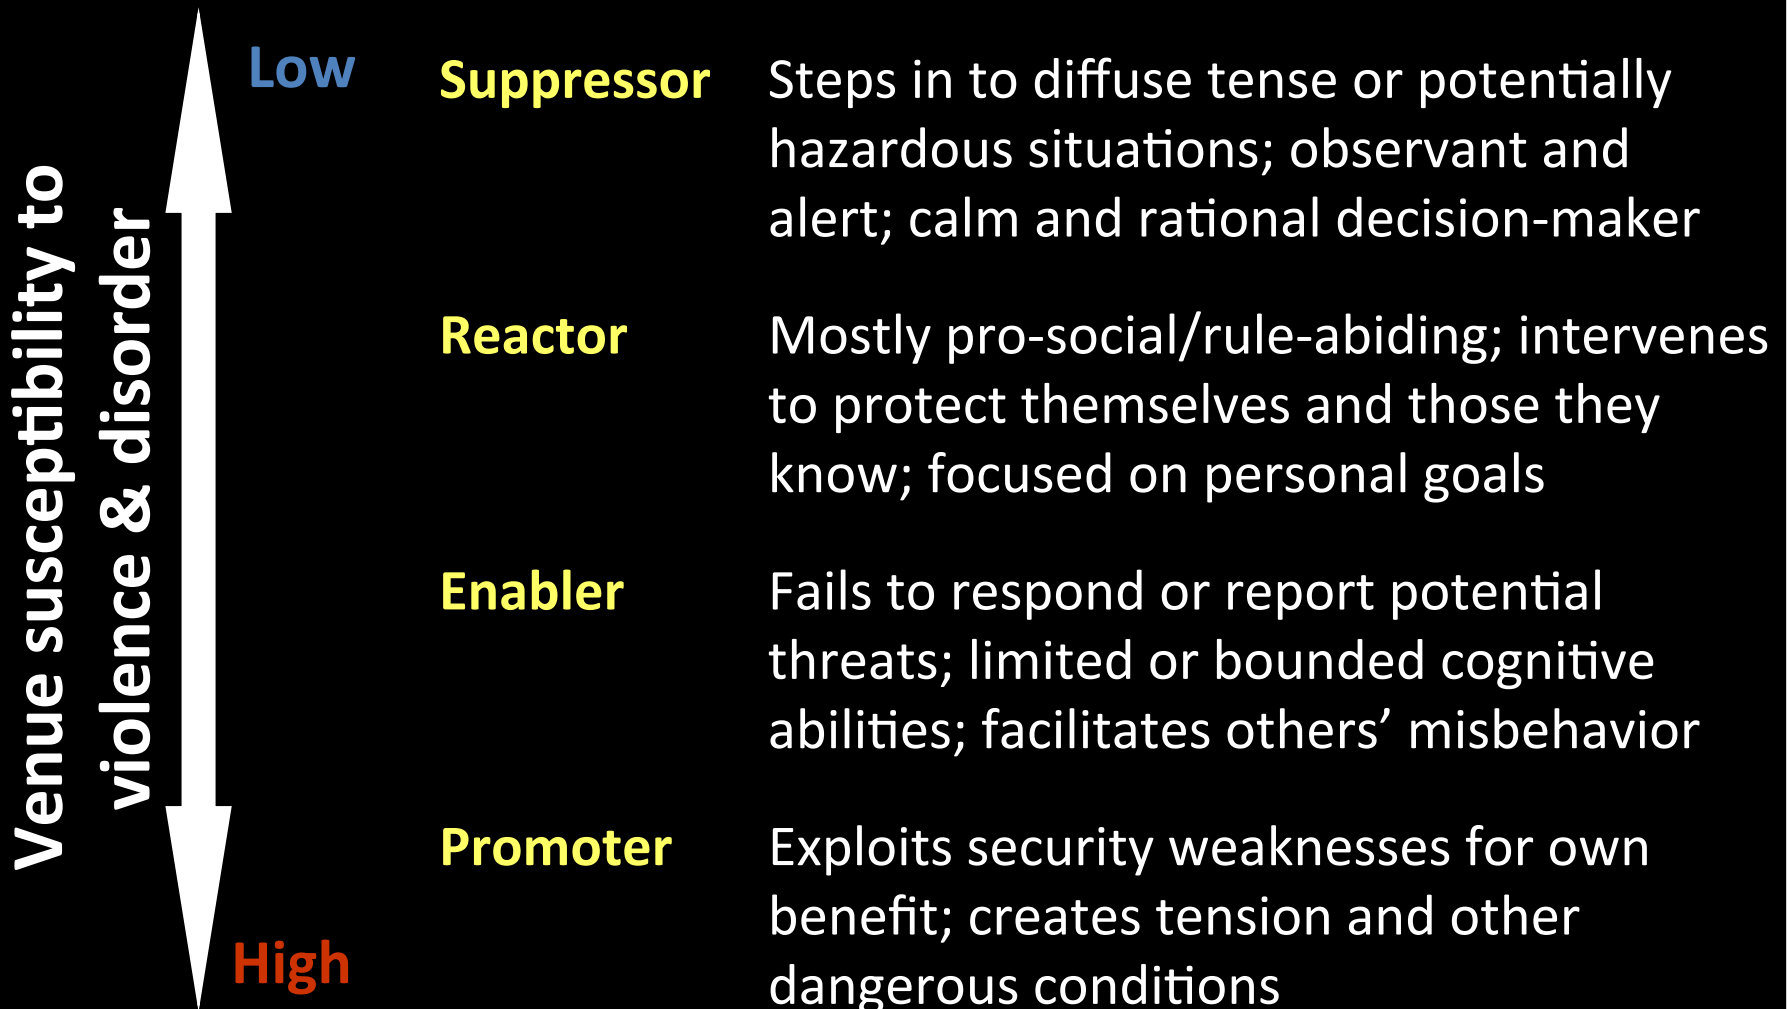 Venue susceptibility to
violence & disorder
Low
Suppressor
Steps in to diffuse tense or potentially
hazardous situations; observant and
alert; calm and rational decision-maker
Reactor
Mostly pro-social/rule-abiding; intervenes
to protect themselves and those they
know; focused on personal goals
Enabler
Fails to respond or report potential
threats; limited or bounded cognitive
abilities; facilitates others’ misbehavior
Promoter
Exploits security weaknesses for own
benefit; creates tension and other
dangerous conditions
High